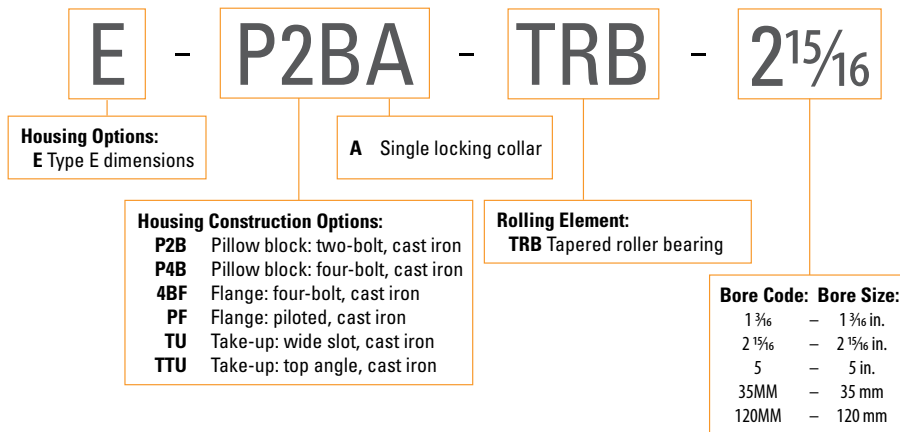 E - P2BA - TRB - 2 15/16
Housing Options:
E Type E dimensions
A Single locking collar
Housing Construction Options:
P2B Pillow block: two-bolt, cast iron
P4B Pillow block: four-bolt, cast iron
4BF Flange: four-bolt, cast iron
PF Flange: piloted, cast iron
TU Take-up: wide slot, cast iron
TTU Take-up: top angle, cast iron
Rolling Element:
TRB Tapered roller bearing
Bore Code: Bore Size:
1 3/16 – 1 3/16 in.
2 15/16 – 2 15/16 in.
5 – 5 in.
35MM – 35 mm
120MM – 120 mm